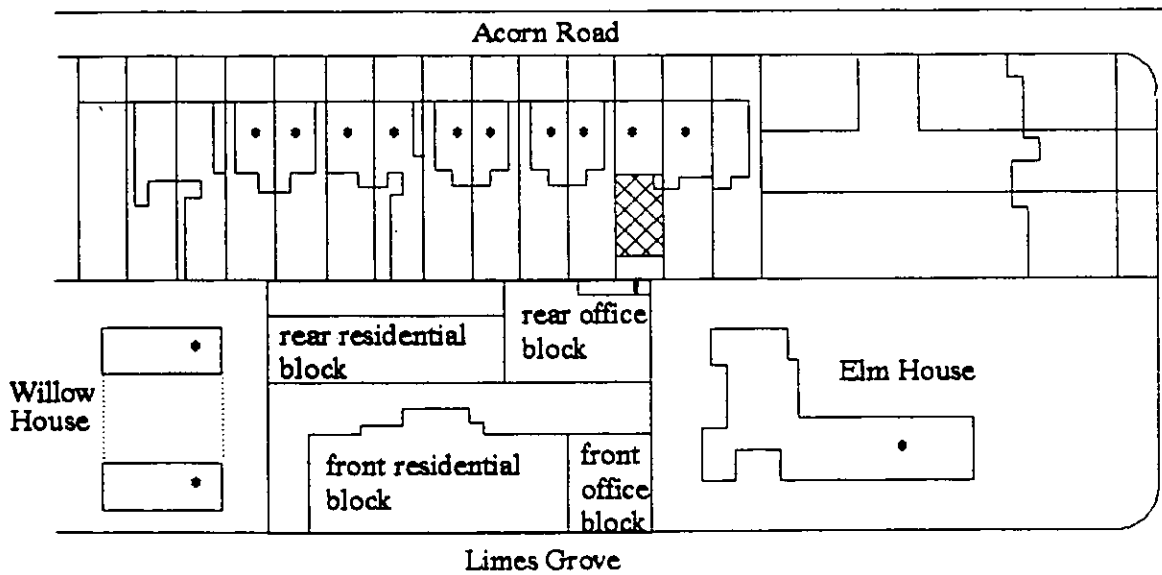 Acorn Road
rear residential
block
rear office
block
Willow
House
Elm House
front residential
block
front
office
block
Limes Grove